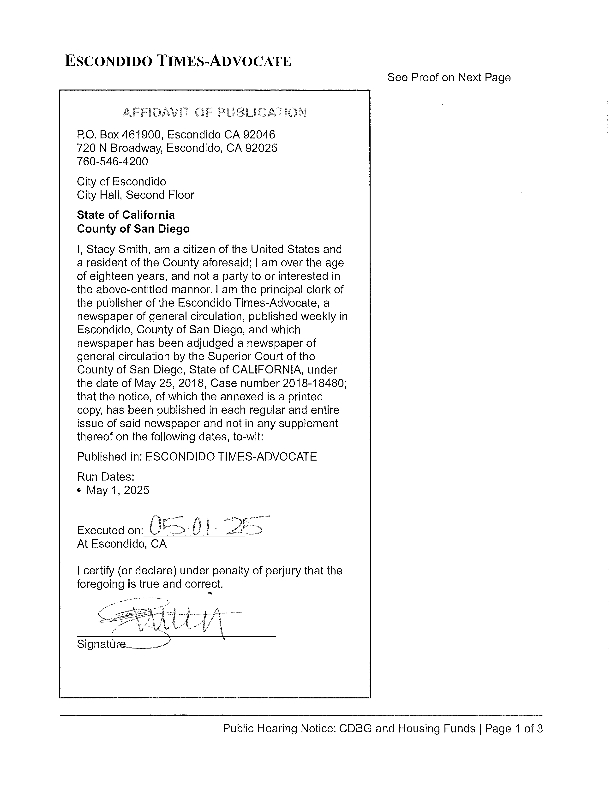 ESCONDIDO TIMES-ADVOCATE
See Proof on Next Page
AFFIDAVIT OF PUBLICATION
P.O. Box 461900, Escondido CA 92046
720 N Broadway, Escondido, CA 92025
760-546-4200
City of Escondido
City Hall, Second Floor
State of California
County of San Diego
I, Stacy Smith, am a citizen of the United States and
a resident of the County aforesaid; I am over the age
of eighteen years, and not a party to or interested in
the above-entitled manner. I am the principal clerk of
the publisher of the Escondido Times-Advocate, a
newspaper of general circulation, published weekly in
Escondido, County of San Diego, and which
newspaper has been adjudged a newspaper of
general circulation by the Superior Court of the
County of San Diego, State of CALIFORNIA, under
the date of May 25, 2018, Case number 2018-18460;
that the notice, of which the annexed is a printed
copy, has been published in each regular and entire
issue of said newspaper and not in any supplement
thereof on the following dates, to-wit:
Published in: ESCONDIDO TIMES-ADVOCATE
Run Dates:
• May 1, 2025
Executed on: 05-01-25
At Escondido, CA
I certify (or declare) under penalty of perjury that the
foregoing is true and correct.
Signature
Public Hearing Notice: CDBG and Housing Funds | Page 1 of 3